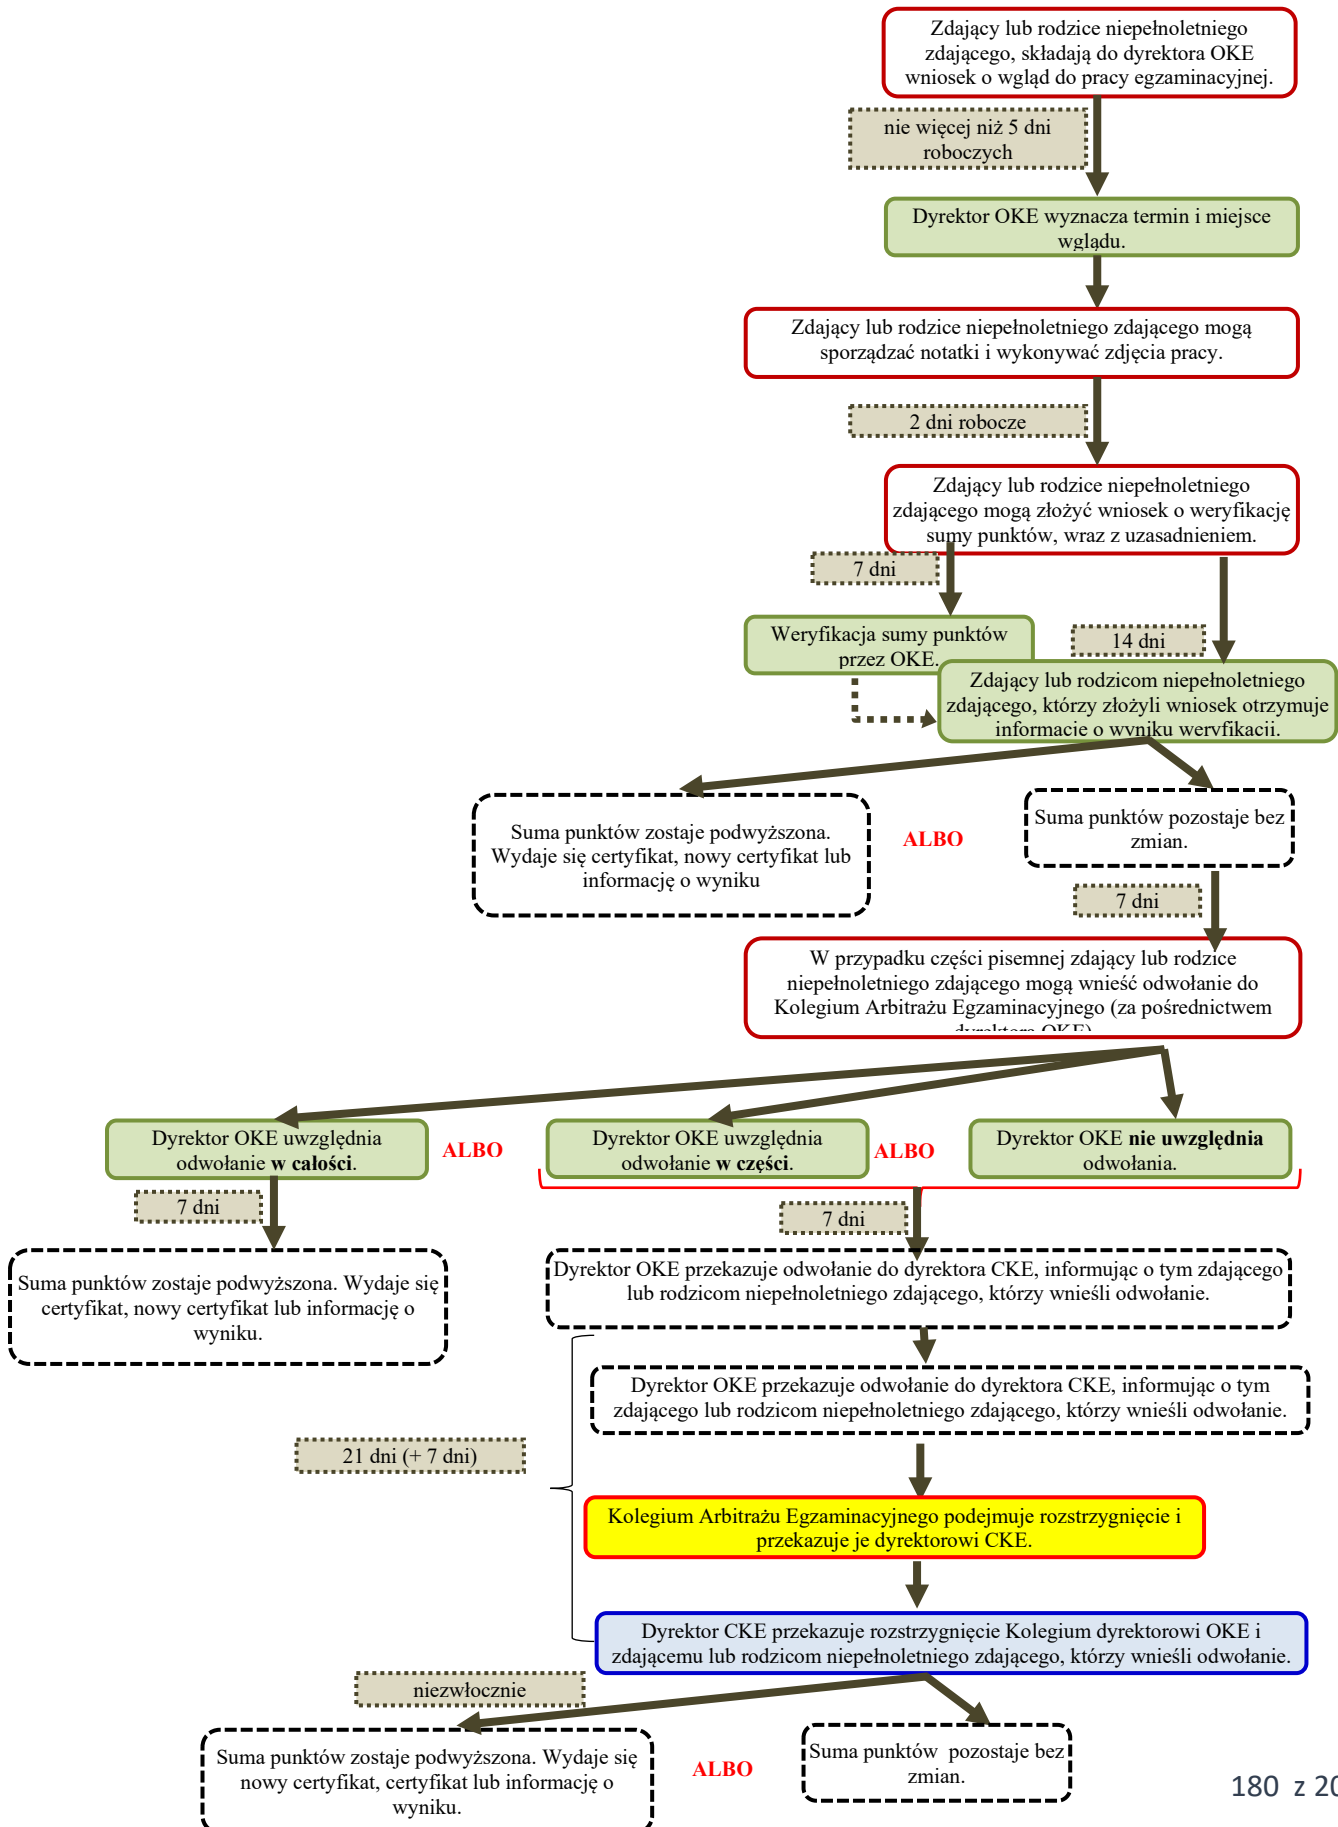 Zdający lub rodzice niepełnoletniego
zdającego, składają do dyrektora OKE
wniosek o wgląd do pracy egzaminacyjnej.
nie więcej niż 5 dni
roboczych
Dyrektor OKE wyznacza termin i miejsce
wglądu.
Zdający lub rodzice niepełnoletniego zdającego mogą
sporządzać notatki i wykonywać zdjęcia pracy.
2 dni robocze
Zdający lub rodzice niepełnoletniego
zdającego mogą złożyć wniosek o weryfikację
sumy punktów, wraz z uzasadnieniem.
7 dni
Weryfikacja sumy punktów
przez OKE.
14 dni
Zdający lub rodzicom niepełnoletniego
zdającego, którzy złożyli wniosek otrzymuje
informacje o wyniku weryfikacji.
Suma punktów zostaje podwyższona.
Wydaje się certyfikat, nowy certyfikat lub
informację o wyniku
ALBO
Suma punktów pozostaje bez
zmian.
7 dni
W przypadku części pisemnej zdający lub rodzice
niepełnoletniego zdającego mogą wnieść odwołanie do
Kolegium Arbitrażu Egzaminacyjnego (za pośrednictwem
dyrektora OKE)
Dyrektor OKE uwzględnia
odwołanie w całości.
ALBO
Dyrektor OKE uwzględnia
odwołanie w części.
ALBO
Dyrektor OKE nie uwzględnia
odwołania.
7 dni
7 dni
Suma punktów zostaje podwyższona. Wydaje się
certyfikat, nowy certyfikat lub informację o
wyniku.
Dyrektor OKE przekazuje odwołanie do dyrektora CKE, informując o tym zdającego
lub rodzicom niepełnoletniego zdającego, którzy wnieśli odwołanie.
Dyrektor OKE przekazuje odwołanie do dyrektora CKE, informując o tym
zdającego lub rodzicom niepełnoletniego zdającego, którzy wnieśli odwołanie.
21 dni (+ 7 dni)
Kolegium Arbitrażu Egzaminacyjnego podejmuje rozstrzygnięcie i
przekazuje je dyrektorowi CKE.
Dyrektor CKE przekazuje rozstrzygnięcie Kolegium dyrektorowi OKE i
zdającemu lub rodzicom niepełnoletniego zdającego, którzy wnieśli odwołanie.
niezwłocznie
Suma punktów zostaje podwyższona. Wydaje się
nowy certyfikat, certyfikat lub informację o
wyniku.
ALBO
Suma punktów pozostaje bez
zmian.
180 z 20